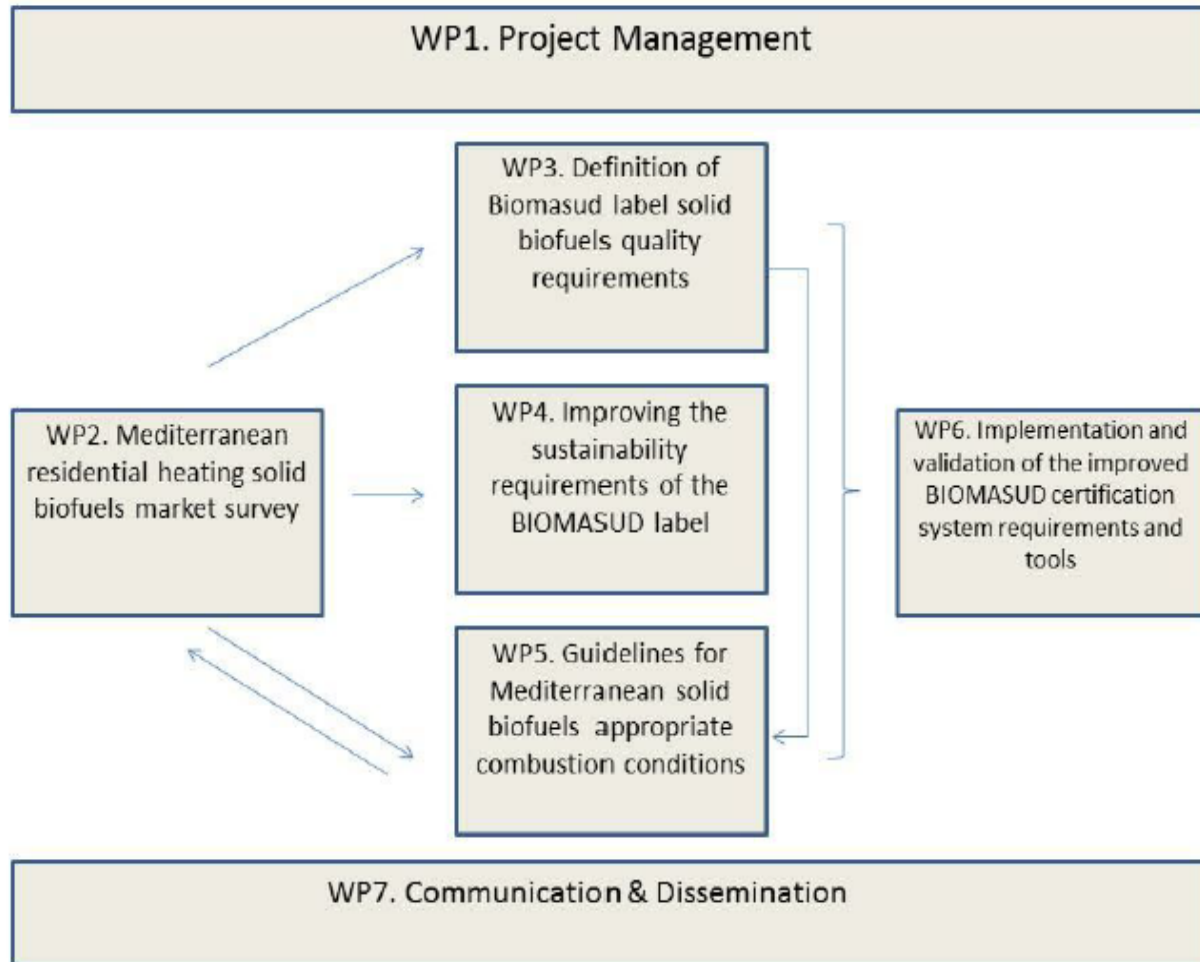 WP1. Project Management
WP3. Definition of
Biomasud label solid
biofuels quality
requirements
WP2. Mediterranean
residential heating solid
biofuels market survey
WP4. Improving the
sustainability
requirements of the
BIOMASUD label
WP6. Implementation and
validation of the improved
BIOMASUD certification
system requirements and
tools
WP5. Guidelines for
Mediterranean solid
biofuels appropriate
combustion conditions
WP7. Communication & Dissemination